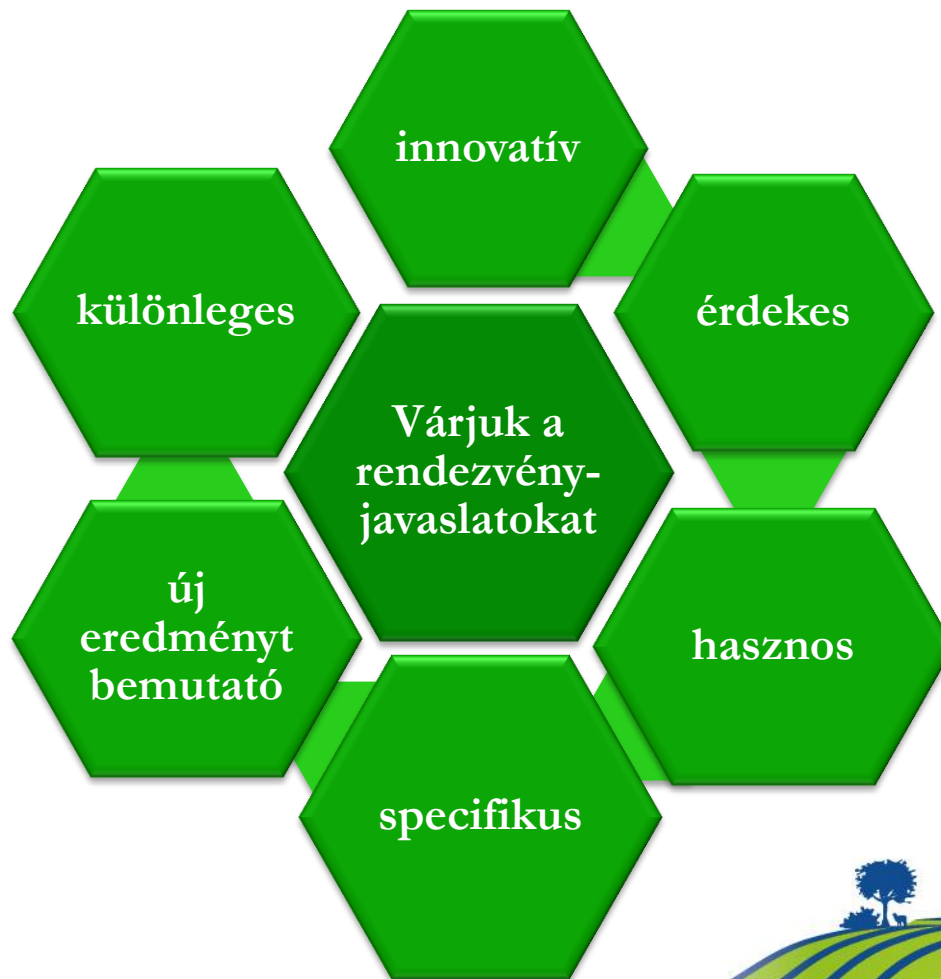 innovatív
különleges
érdekes
Várjuk a
rendezvény-
javaslatokat
új
eredményt
bemutató
hasznos
specifikus